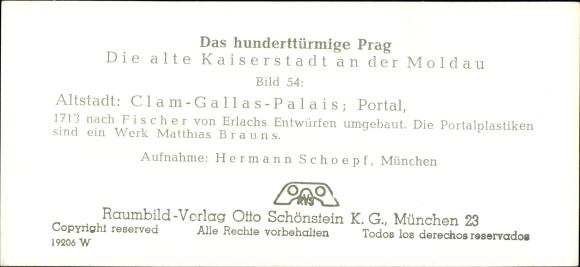 Das hunderttürmige Prag
Die alte Kaiserstadt an der Moldau
Bild 54:
Altstadt: Clam-Gallas-Palais; Portal,
1713 nach Fischer von Erlachs Entwürfen umgebaut. Die Portalplastiken
sind ein Werk Matthias Brauns.
Aufnahme: Hermann Schoepf, München
RVS
Raumbild-Verlag Otto Schönstein K. G., München 23
Copyright reserved Alle Rechte vorbehalten Todos los derechos reservados
19206 W